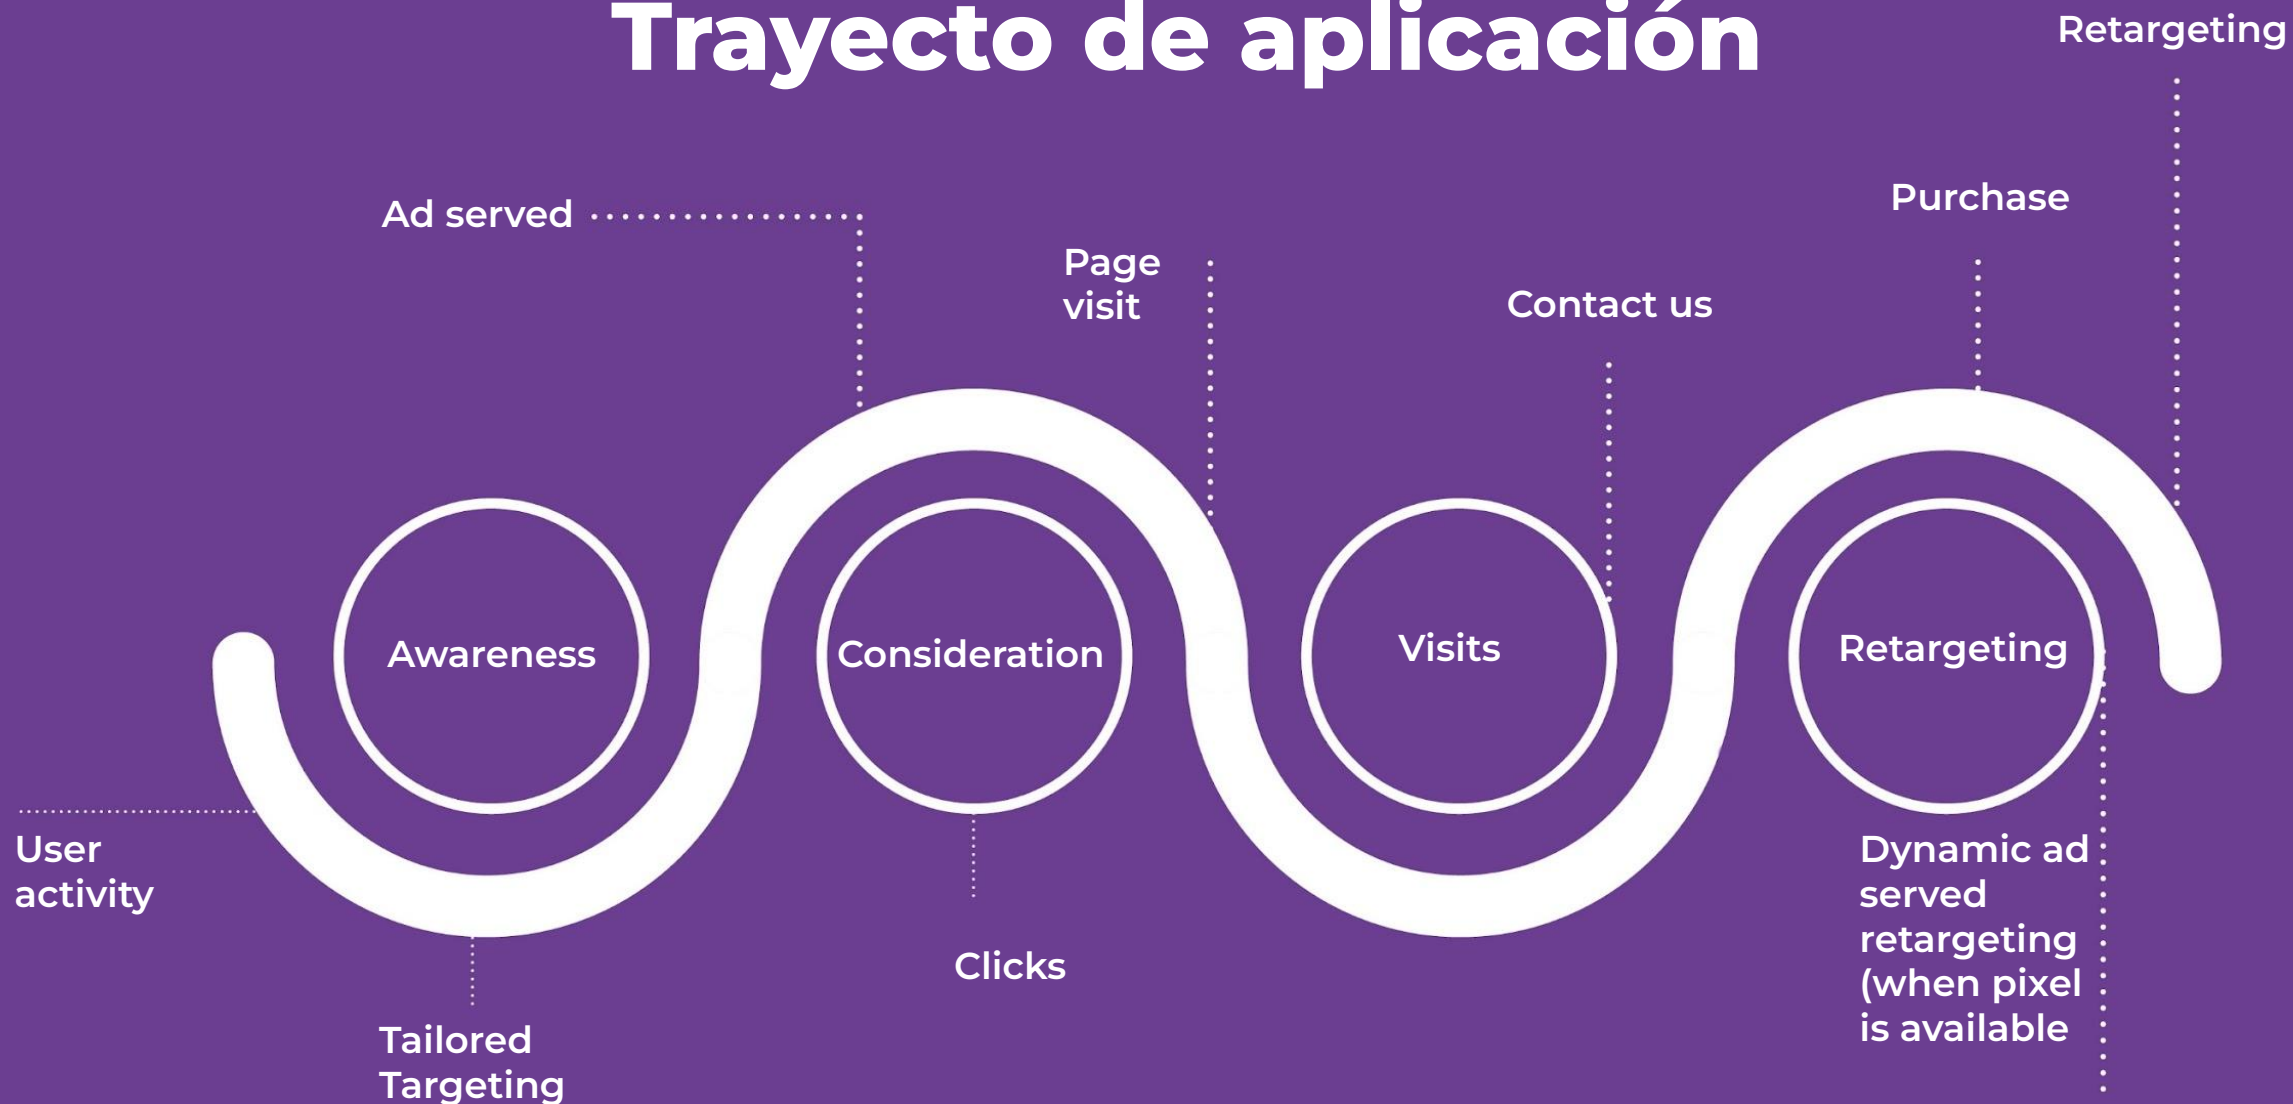 Trayecto de aplicación
Retargeting
Ad served
Purchase
Page
visit
Contact us
Awareness
Consideration
Visits
Retargeting
User
activity
Dynamic ad
served
retargeting
(when pixel
is available
Clicks
Tailored
Targeting